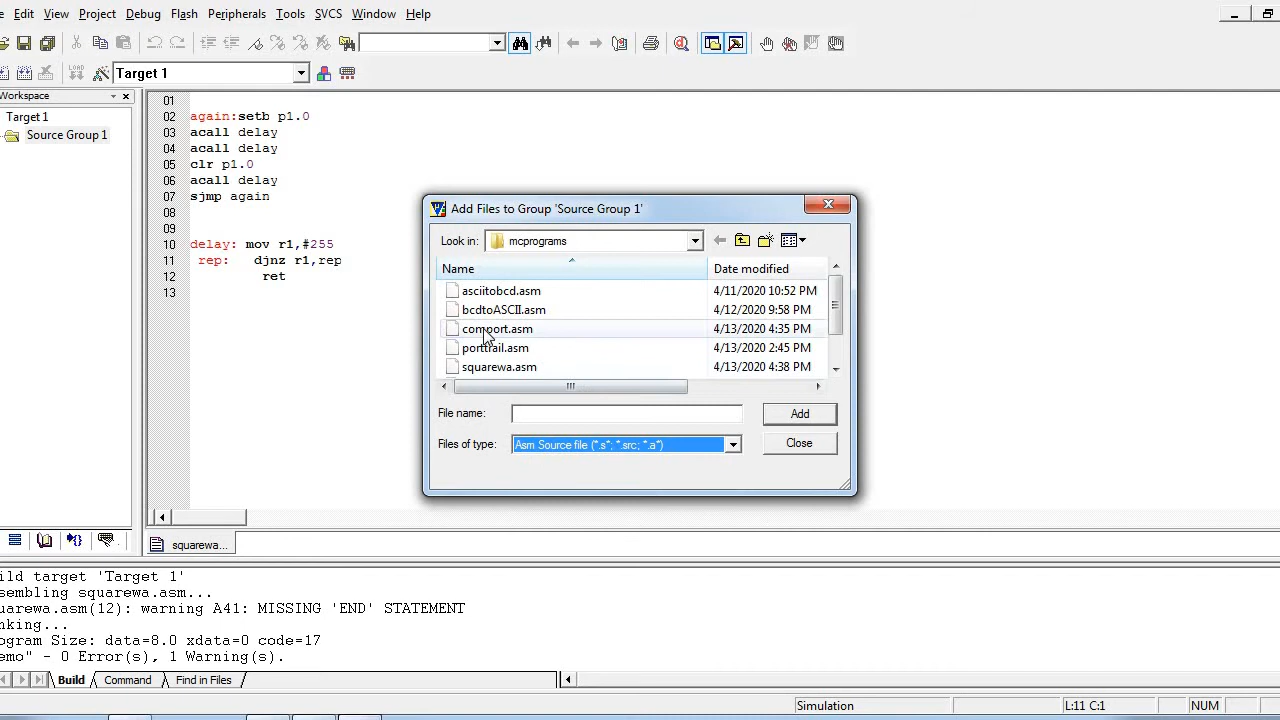 Edit View Project Debug Flash Peripherals Tools SVCS Window Help
Target 1
Workspace
Target 1
Source Group 1
01
02 again:setb p1.0
03 acall delay
04 acall delay
05 clr p1.0
06 acall delay
07 sjmp again
08
09
10 delay: mov r1,#255
11 rep: djnz r1,rep
12 ret
13
Add Files to Group 'Source Group 1'
Look in: mcprograms
Name Date modified
asciitobcd.asm 4/11/2020 10:52 PM
bcdtoASCII.asm 4/12/2020 9:58 PM
comport.asm 4/13/2020 4:35 PM
porttrail.asm 4/13/2020 2:45 PM
squarewa.asm 4/13/2020 4:38 PM
File name: Add
Files of type: Asm Source file (*.s*; *.src; *.a*) Close
squarewa...
ild target 'Target 1'
sembling squarewa.asm...
uarewa.asm(12): warning A41: MISSING 'END' STATEMENT
nking...
ogram Size: data=8.0 xdata=0 code=17
emo" - 0 Error(s), 1 Warning(s).
Build Command Find in Files
Simulation L:11 C:1 NUM